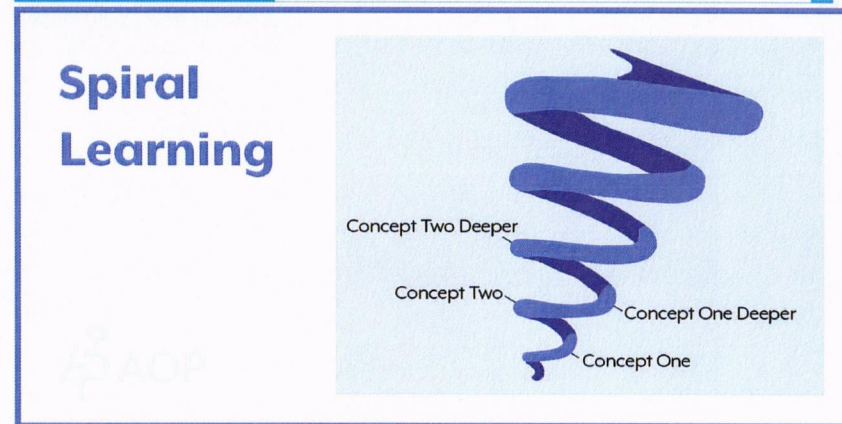 Spiral
Learning
Concept Two Deeper
Concept Two
Concept One Deeper
Concept One
AOP